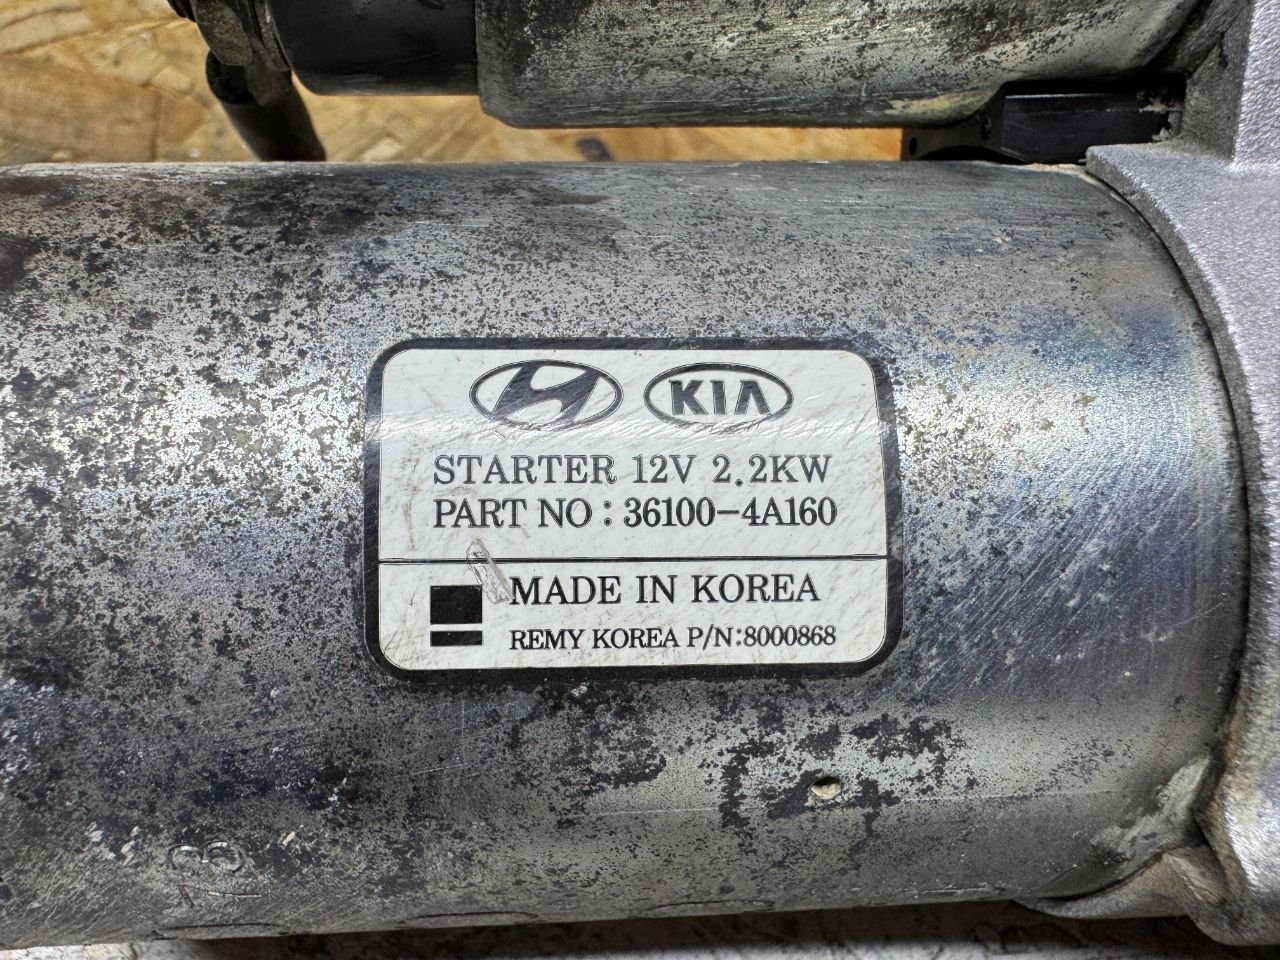 KIA
STARTER 12V 2.2KW
PART NO : 36100-4A160
MADE IN KOREA
REMY KOREA P/N:8000868